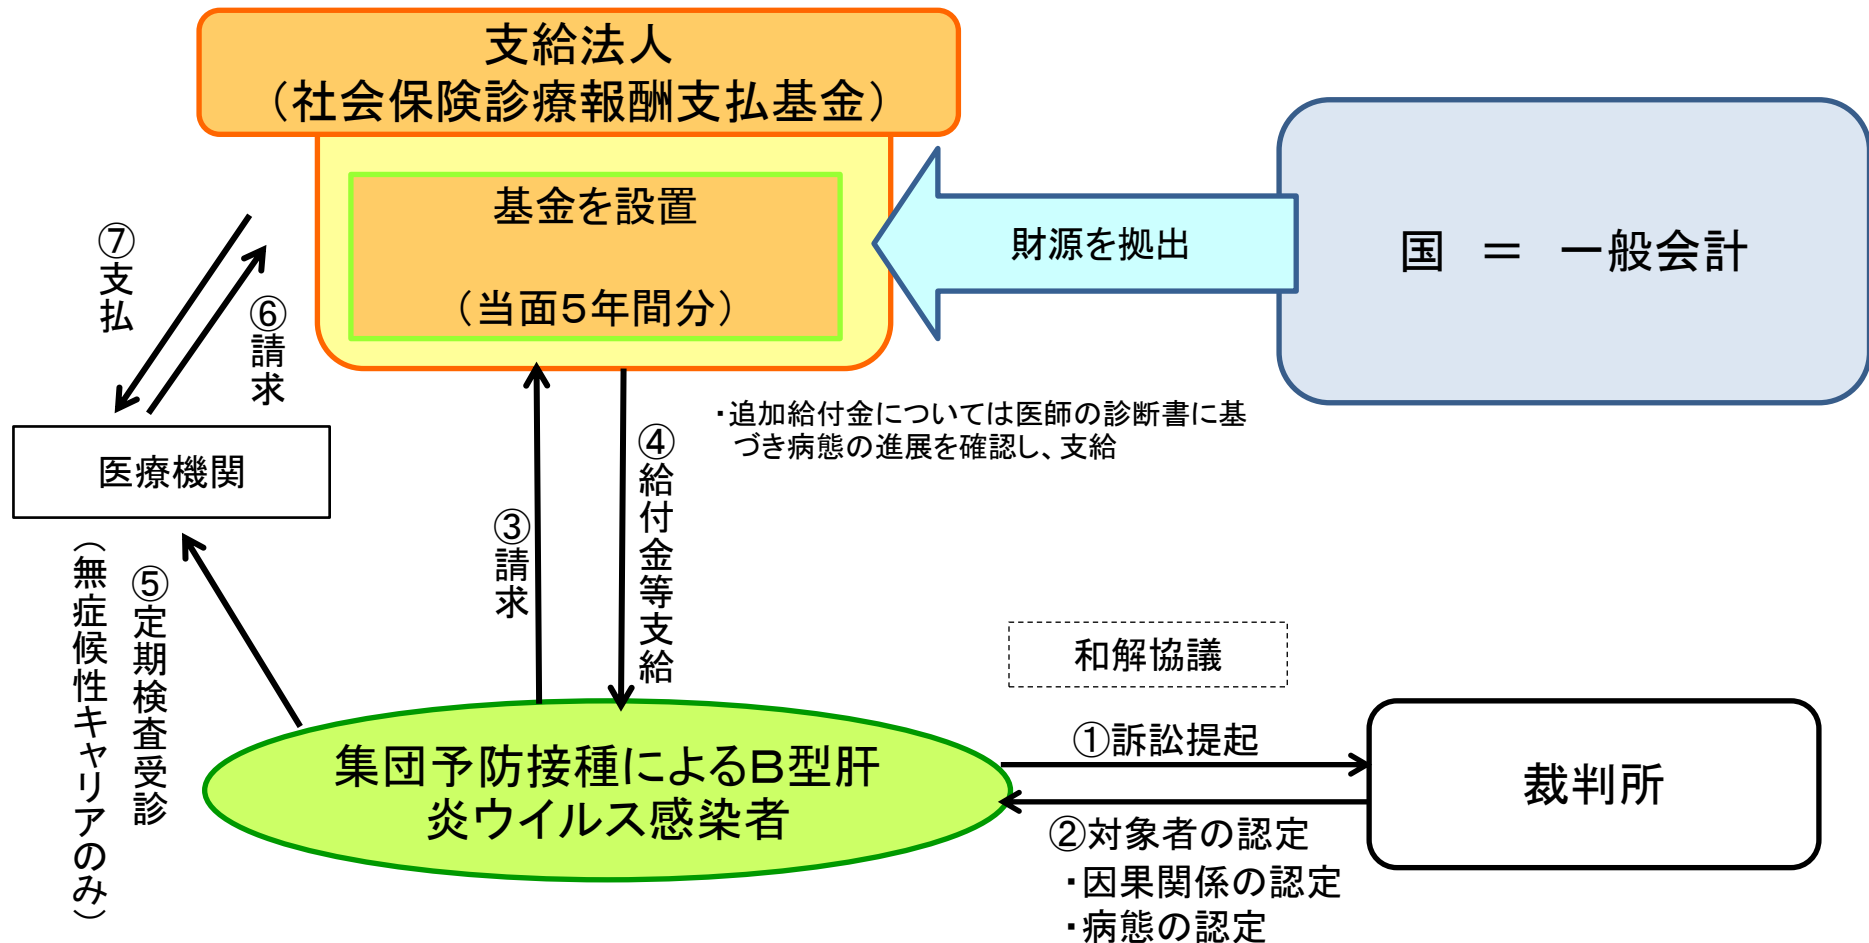 支給法人
（社会保険診療報酬支払基金）
基金を設置
（当面５年間分）
財源を拠出
国　＝　一般会計
⑦支払
⑥請求
・追加給付金については医師の診断書に基
づき病態の進展を確認し、支給
医療機関
③請求
④給付金等支給
⑤定期検査受診
（無症候性キャリアのみ）
和解協議
①訴訟提起
集団予防接種によるＢ型肝
炎ウイルス感染者
裁判所
②対象者の認定
・因果関係の認定
・病態の認定